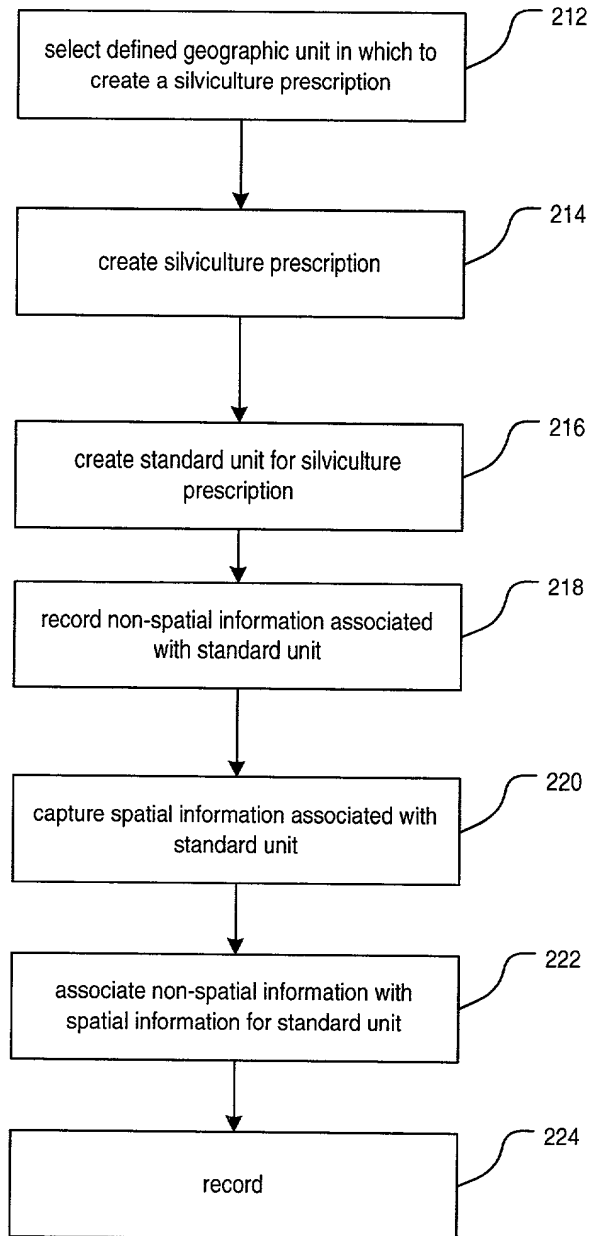 212
select defined geographic unit in which to
create a silviculture prescription
214
create silviculture prescription
216
create standard unit for silviculture
prescription
218
record non-spatial information associated
with standard unit
220
capture spatial information associated with
standard unit
222
associate non-spatial information with
spatial information for standard unit
224
record